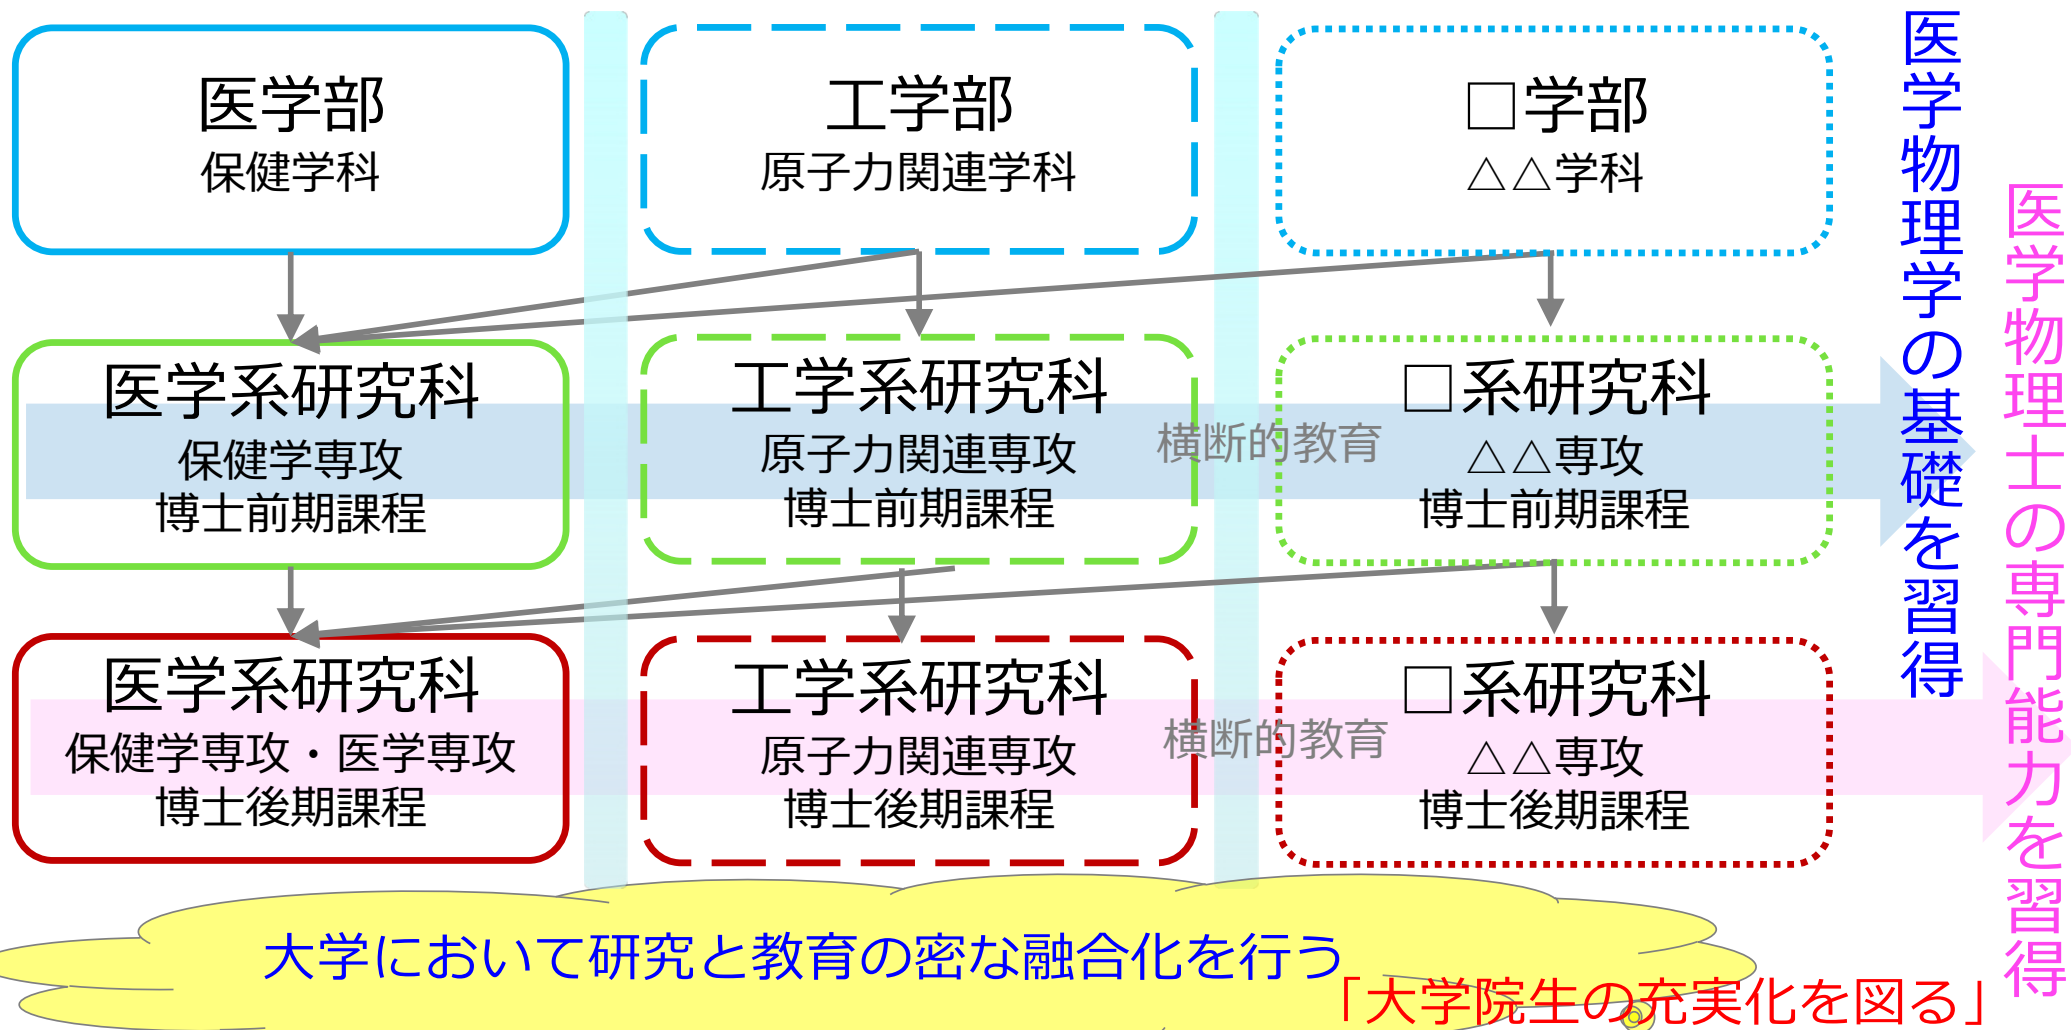 医学部
保健学科
工学部
原子力関連学科
□学部
△△学科
医学系研究科
保健学専攻
博士前期課程
工学系研究科
原子力関連専攻
博士前期課程
横断的教育
□系研究科
△△専攻
博士前期課程
医学系研究科
保健学専攻・医学専攻
博士後期課程
工学系研究科
原子力関連専攻
博士後期課程
横断的教育
□系研究科
△△専攻
博士後期課程
医学物理学の基礎を習得
医学物理士の専門能力を習得
大学において研究と教育の密な融合化を行う
「大学院生の充実化を図る」